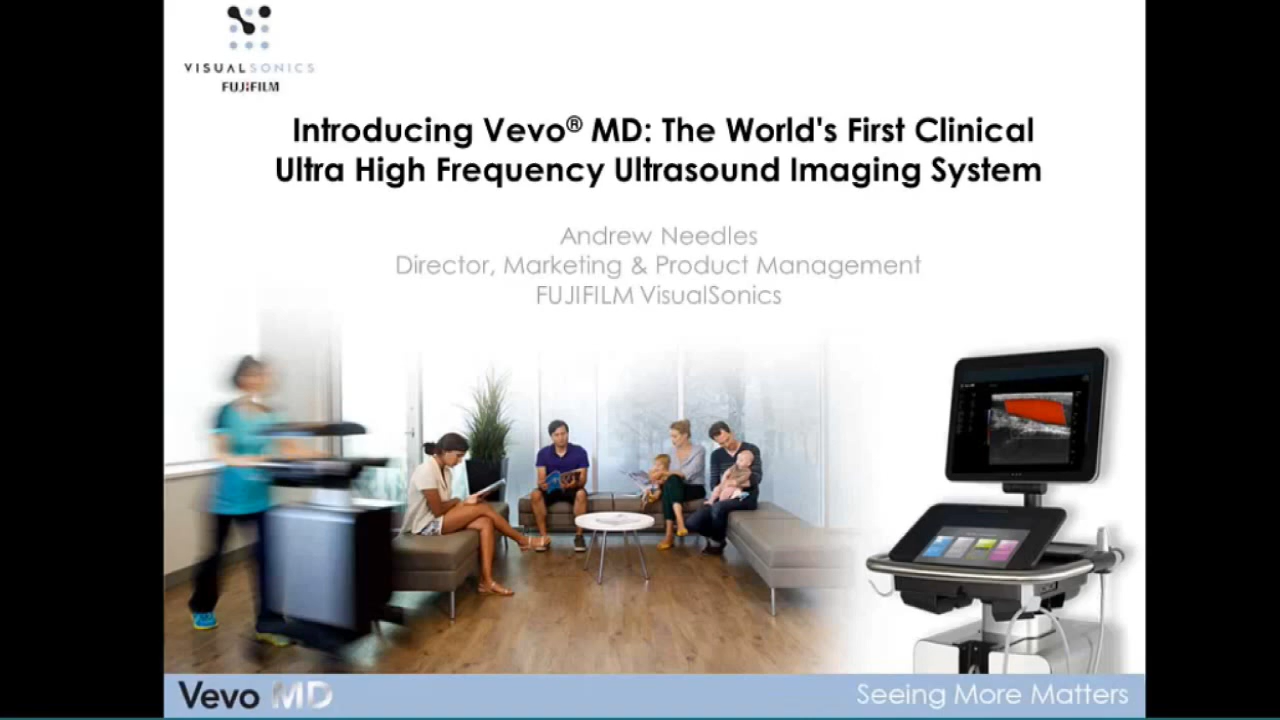 VISUALSONICS
FUJIFILM
Introducing Vevo® MD: The World's First Clinical
Ultra High Frequency Ultrasound Imaging System
Andrew Needles
Director, Marketing & Product Management
FUJIFILM VisualSonics
Vevo MD
Seeing More Matters